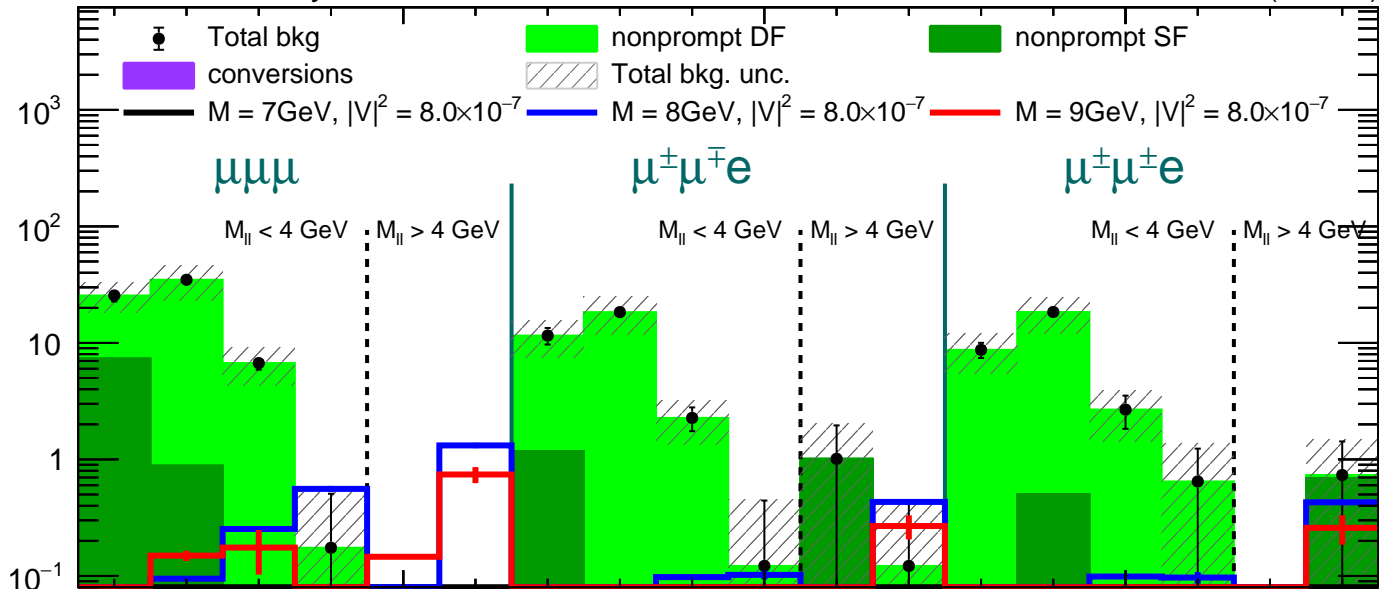 Total bkg nonprompt DF nonprompt SF
conversions Total bkg. unc.
M = 7GeV, |V|² = 8.0×10⁻⁷ M = 8GeV, |V|² = 8.0×10⁻⁷ M = 9GeV, |V|² = 8.0×10⁻⁷
10³
μμμ μ±μ∓e μ±μ±e
10²
M_ll < 4 GeV M_ll > 4 GeV M_ll < 4 GeV M_ll > 4 GeV M_ll < 4 GeV M_ll > 4 GeV
10
1
10⁻¹